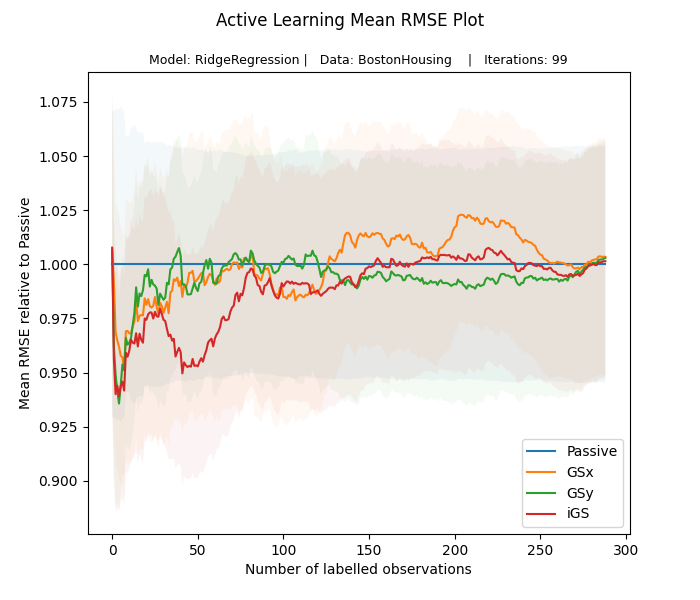 Active Learning Mean RMSE Plot
Model: RidgeRegression | Data: BostonHousing | Iterations: 99
Mean RMSE relative to Passive
1.075
1.050
1.025
1.000
0.975
0.950
0.925
0.900
Passive
GSx
GSy
iGS
0 50 100 150 200 250 300
Number of labelled observations